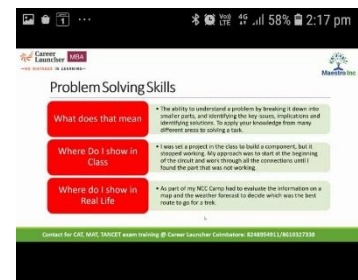 1
Vo))
LTE
4G
58%
2:17 pm
Career
Launcher MBA
Maestro Inc
Problem Solving Skills
What does that mean
• The ability to understand a problem by breaking it down into
smaller parts, and identifying the key issues, implications and
identifying solutions. To apply your knowledge from many
different areas to solving a task.
Where Do I show in
Class
• I was set a project in the class to build a component, but it
stopped working. My approach was to start at the beginning
of the circuit and work through all the connections until I
found the part that was not working.
Where do I show in
Real Life
• As part of my NCC Camp had to evaluate the information on a
map and the weather forecast to decide which was the best
route to go for a trek.
Contact for CAT, MAT, TANCET exam training @ Career Launcher Coimbatore: 8248954911/8610327338